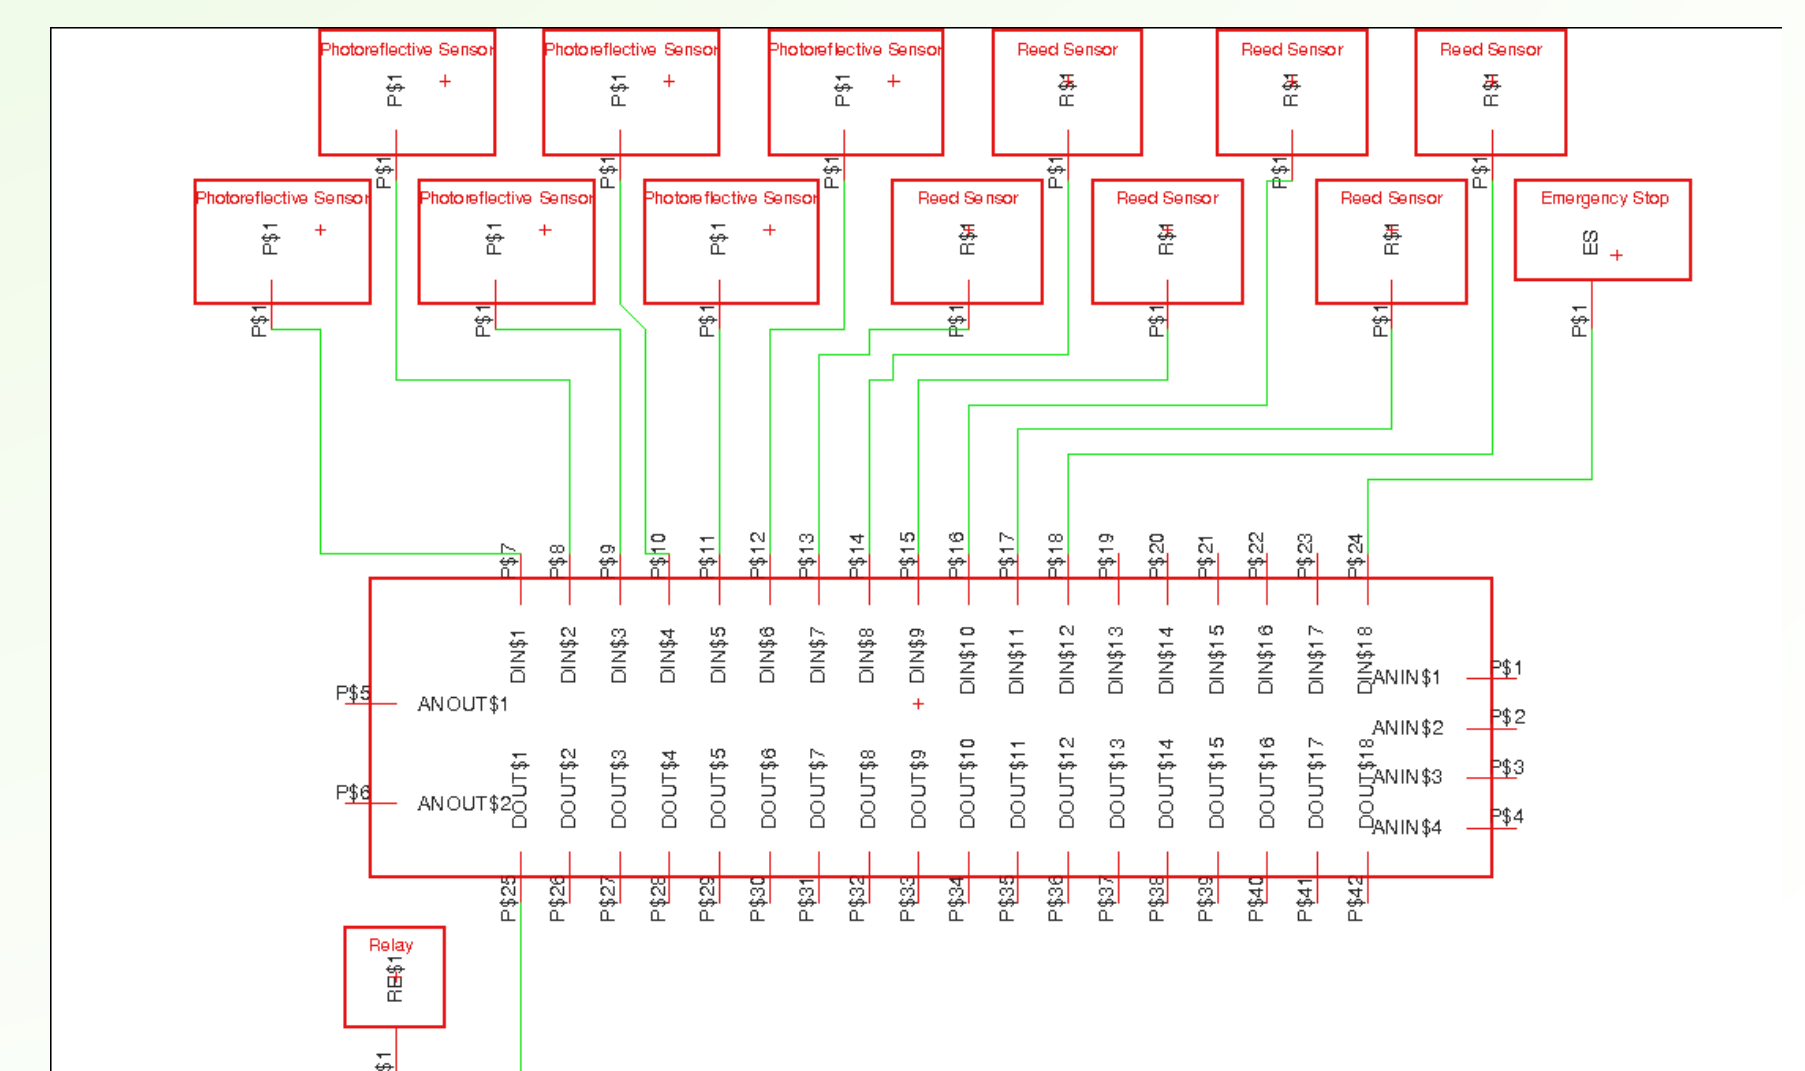 Photoreflective Sensor Photoreflective Sensor Photoreflective Sensor Reed Sensor Reed Sensor Reed Sensor
P$1 P$1 P$1 R$1 R$1 R$1
P$1 P$1 P$1 P$1 P$1 P$1
Photoreflective Sensor Photoreflective Sensor Photoreflective Sensor Reed Sensor Reed Sensor Reed Sensor Emergency Stop
P$1 P$1 P$1 R$1 R$1 R$1 ES
P$1 P$1 P$1 P$1 P$1 P$1 P$1
P$7 P$8 P$9 P$10 P$11 P$12 P$13 P$14 P$15 P$16 P$17 P$18 P$19 P$20 P$21 P$22 P$23 P$24
DIN$1 DIN$2 DIN$3 DIN$4 DIN$5 DIN$6 DIN$7 DIN$8 DIN$9 DIN$10 DIN$11 DIN$12 DIN$13 DIN$14 DIN$15 DIN$16 DIN$17 DIN$18
ANIN$1 P$1
P$5 ANOUT$1
ANIN$2 P$2
ANIN$3 P$3
P$6 ANOUT$2
ANIN$4 P$4
DOUT$1 DOUT$2 DOUT$3 DOUT$4 DOUT$5 DOUT$6 DOUT$7 DOUT$8 DOUT$9 DOUT$10 DOUT$11 DOUT$12 DOUT$13 DOUT$14 DOUT$15 DOUT$16 DOUT$17 DOUT$18
P$25 P$26 P$27 P$28 P$29 P$30 P$31 P$32 P$33 P$34 P$35 P$36 P$37 P$38 P$39 P$40 P$41 P$42
Relay
RE$1
$1